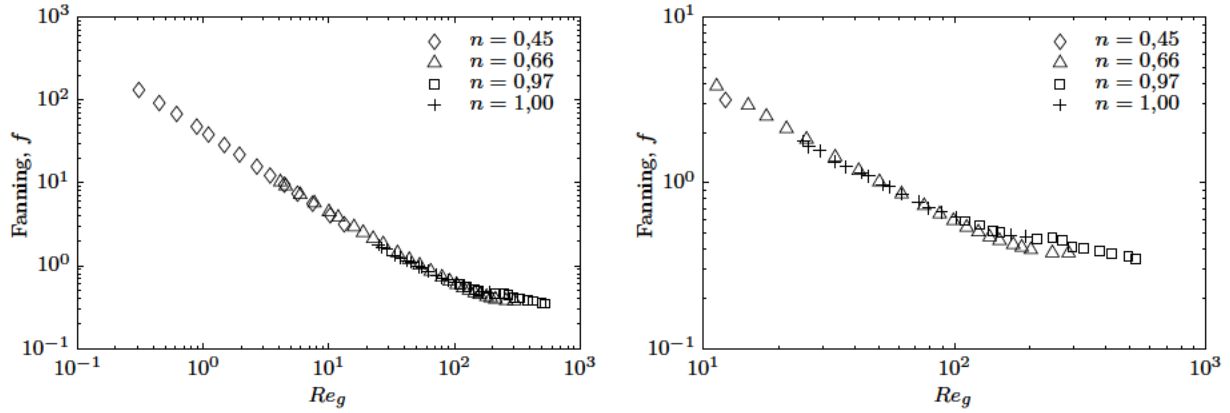 10^3
10^2
10^1
10^0
10^-1
Fanning, f
n = 0,45
n = 0,66
n = 0,97
n = 1,00
10^-1 10^0 10^1 10^2 10^3
Re_g
10^1
10^0
10^-1
Fanning, f
n = 0,45
n = 0,66
n = 0,97
n = 1,00
10^1 10^2 10^3
Re_g